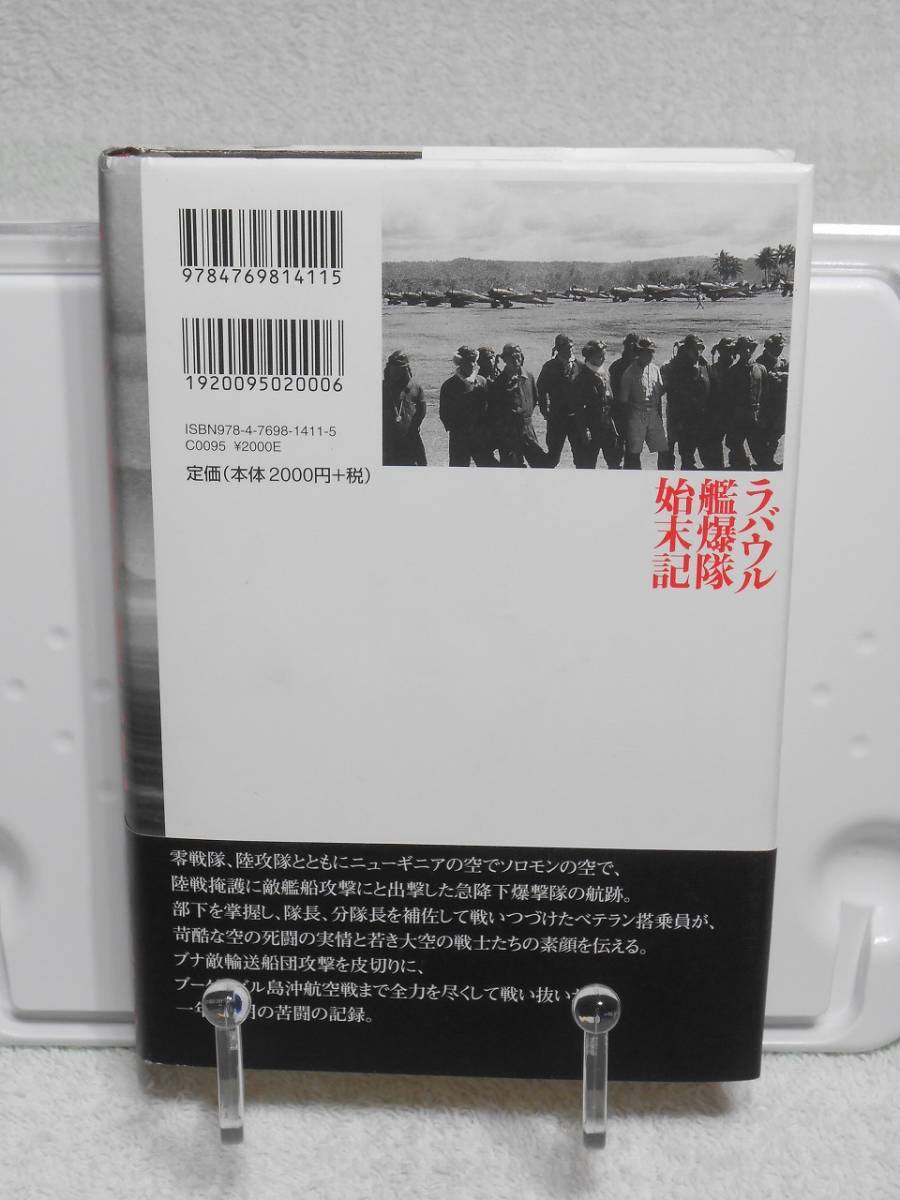 9784769814115
1920095020006
ISBN978-4-7698-1411-5
C0095 ¥2000E
定価(本体2000円+税)
ラバウル
艦爆隊
始末記
零戦隊、陸攻隊とともにニューギニアの空でソロモンの空で、
陸戦掩護に敵艦船攻撃にと出撃した急降下爆撃隊の航跡。
部下を掌握し、隊長、分隊長を補佐して戦いつづけたベテラン搭乗員が、
苛酷な空の死闘の実情と若き大空の戦士たちの素顔を伝える。
ブナ敵輸送船団攻撃を皮切りに、
ブーゲンビル島沖航空戦まで全力を尽くして戦い抜い
一年 月の苦闘の記録。